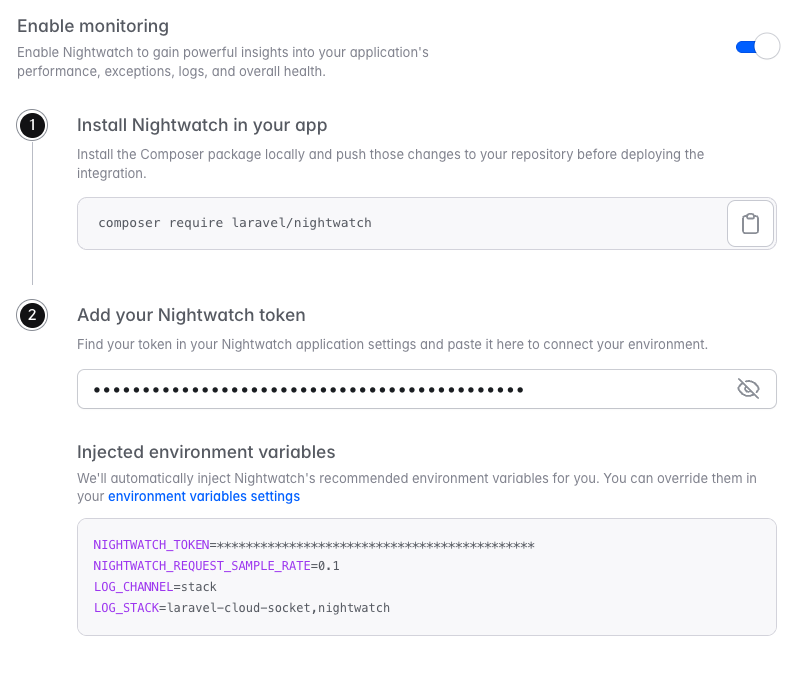 Enable monitoring
Enable Nightwatch to gain powerful insights into your application's
performance, exceptions, logs, and overall health.
1
Install Nightwatch in your app
Install the Composer package locally and push those changes to your repository before deploying the
integration.
composer require laravel/nightwatch
2
Add your Nightwatch token
Find your token in your Nightwatch application settings and paste it here to connect your environment.
••••••••••••••••••••••••••••••••••••••••••••
Injected environment variables
We'll automatically inject Nightwatch's recommended environment variables for you. You can override them in
your environment variables settings
NIGHTWATCH_TOKEN=********************************************
NIGHTWATCH_REQUEST_SAMPLE_RATE=0.1
LOG_CHANNEL=stack
LOG_STACK=laravel-cloud-socket,nightwatch